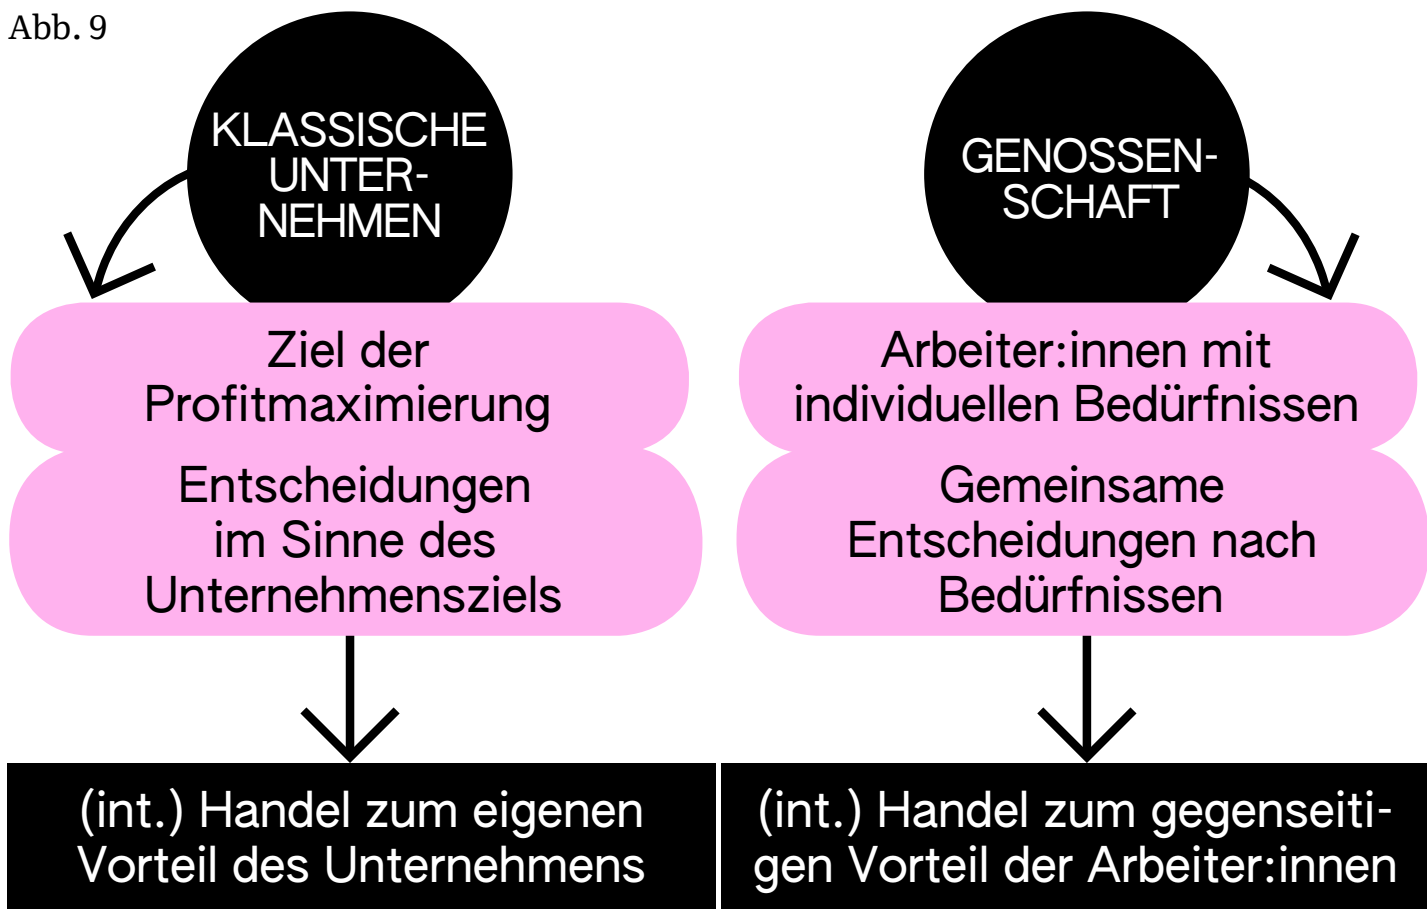 Abb. 9
KLASSISCHE
UNTER-
NEHMEN
Ziel der
Profitmaximierung
Entscheidungen
im Sinne des
Unternehmensziels
(int.) Handel zum eigenen
Vorteil des Unternehmens
GENOSSEN-
SCHAFT
Arbeiter:innen mit
individuellen Bedürfnissen
Gemeinsame
Entscheidungen nach
Bedürfnissen
(int.) Handel zum gegenseiti-
gen Vorteil der Arbeiter:innen